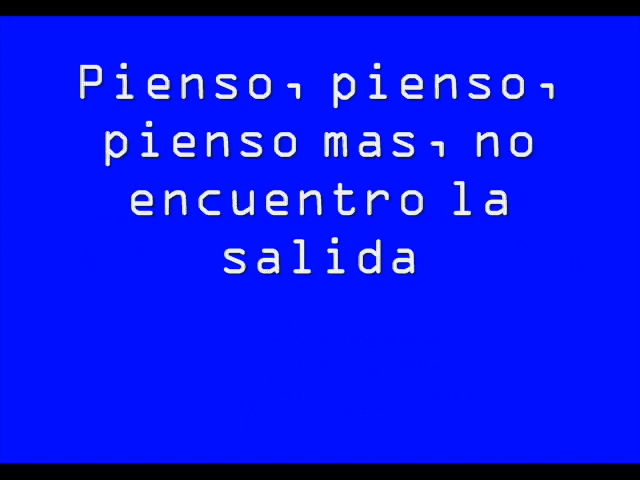 Pienso, pienso,
pienso mas, no
encuentro la
salida